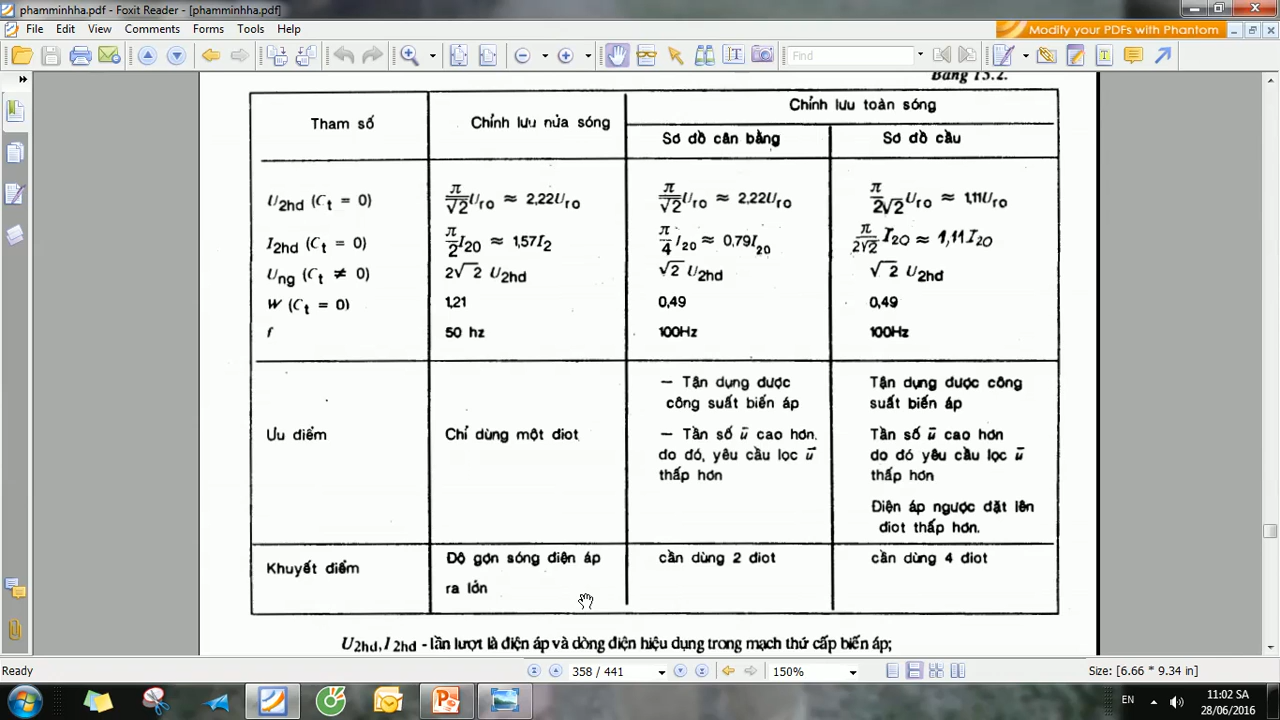 phamminhha.pdf - Foxit Reader - [phamminhha.pdf]
File Edit View Comments Forms Tools Help
Modify your PDFs with Phantom
Find
Bảng 13.2.
Tham số
Chỉnh lưu nửa sóng
Chỉnh lưu toàn sóng
Sơ đồ cân bằng
Sơ đồ cầu
U2hd (Ct = 0)
π/√2 Uro ≈ 2,22Uro
π/√2 Uro ≈ 2,22Uro
π/2√2 Uro ≈ 1,11Uro
I2hd (Ct = 0)
π/2 I20 ≈ 1,57I2
π/4 I20 ≈ 0,79I20
π/2√2 I20 ≈ 1,11 I20
Ung (Ct ≠ 0)
2√2 U2hd
√2 U2hd
√2 U2hd
W (Ct = 0)
1,21
0,49
0,49
f
50 hz
100Hz
100Hz
Ưu điểm
Chỉ dùng một diot
— Tận dụng được
công suất biến áp
— Tần số ū cao hơn.
do đó, yêu cầu lọc ū
thấp hơn
Tận dụng được công
suất biến áp
Tần số ū cao hơn
do đó yêu cầu lọc ū
thấp hơn
Điện áp ngược đặt lên
điot thấp hơn.
Khuyết điểm
Độ gợn sóng điện áp
ra lớn
cần dùng 2 diot
cần dùng 4 diot
U2hd, I2hd - lần lượt là điện áp và dòng điện hiệu dụng trong mạch thứ cấp biến áp;
Ready
358 / 441
150%
Size: [6.66 * 9.34 in]
EN
11:02 SA
28/06/2016